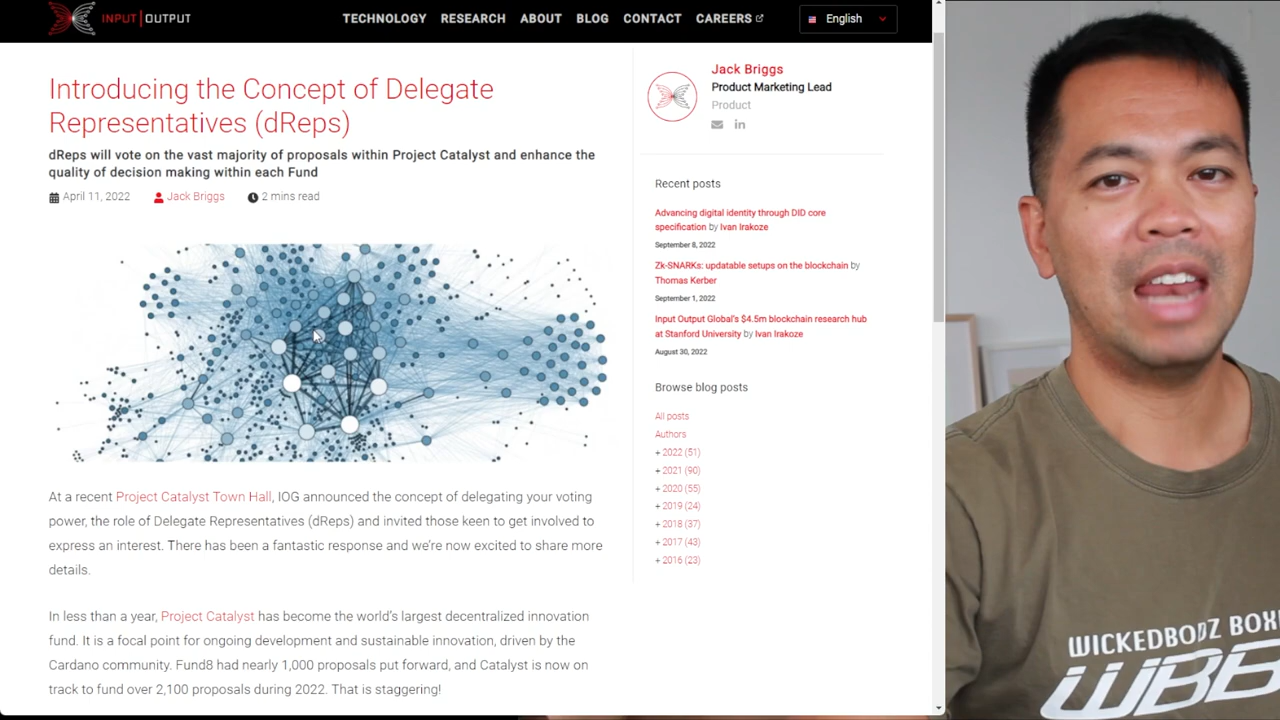 INPUT | OUTPUT
TECHNOLOGY RESEARCH ABOUT BLOG CONTACT CAREERS
English
Introducing the Concept of Delegate
Representatives (dReps)
dReps will vote on the vast majority of proposals within Project Catalyst and enhance the
quality of decision making within each Fund
April 11, 2022 Jack Briggs 2 mins read
At a recent Project Catalyst Town Hall, IOG announced the concept of delegating your voting
power, the role of Delegate Representatives (dReps) and invited those keen to get involved to
express an interest. There has been a fantastic response and we're now excited to share more
details.
In less than a year, Project Catalyst has become the world's largest decentralized innovation
fund. It is a focal point for ongoing development and sustainable innovation, driven by the
Cardano community. Fund8 had nearly 1,000 proposals put forward, and Catalyst is now on
track to fund over 2,100 proposals during 2022. That is staggering!
Jack Briggs
Product Marketing Lead
Product
Recent posts
Advancing digital identity through DID core
specification by Ivan Irakoze
September 8, 2022
Zk-SNARKs: updatable setups on the blockchain by
Thomas Kerber
September 1, 2022
Input Output Global's $4.5m blockchain research hub
at Stanford University by Ivan Irakoze
August 30, 2022
Browse blog posts
All posts
Authors
+ 2022 (51)
+ 2021 (90)
+ 2020 (55)
+ 2019 (24)
+ 2018 (37)
+ 2017 (43)
+ 2016 (23)
WICKEDBODZ BOXI
WBB